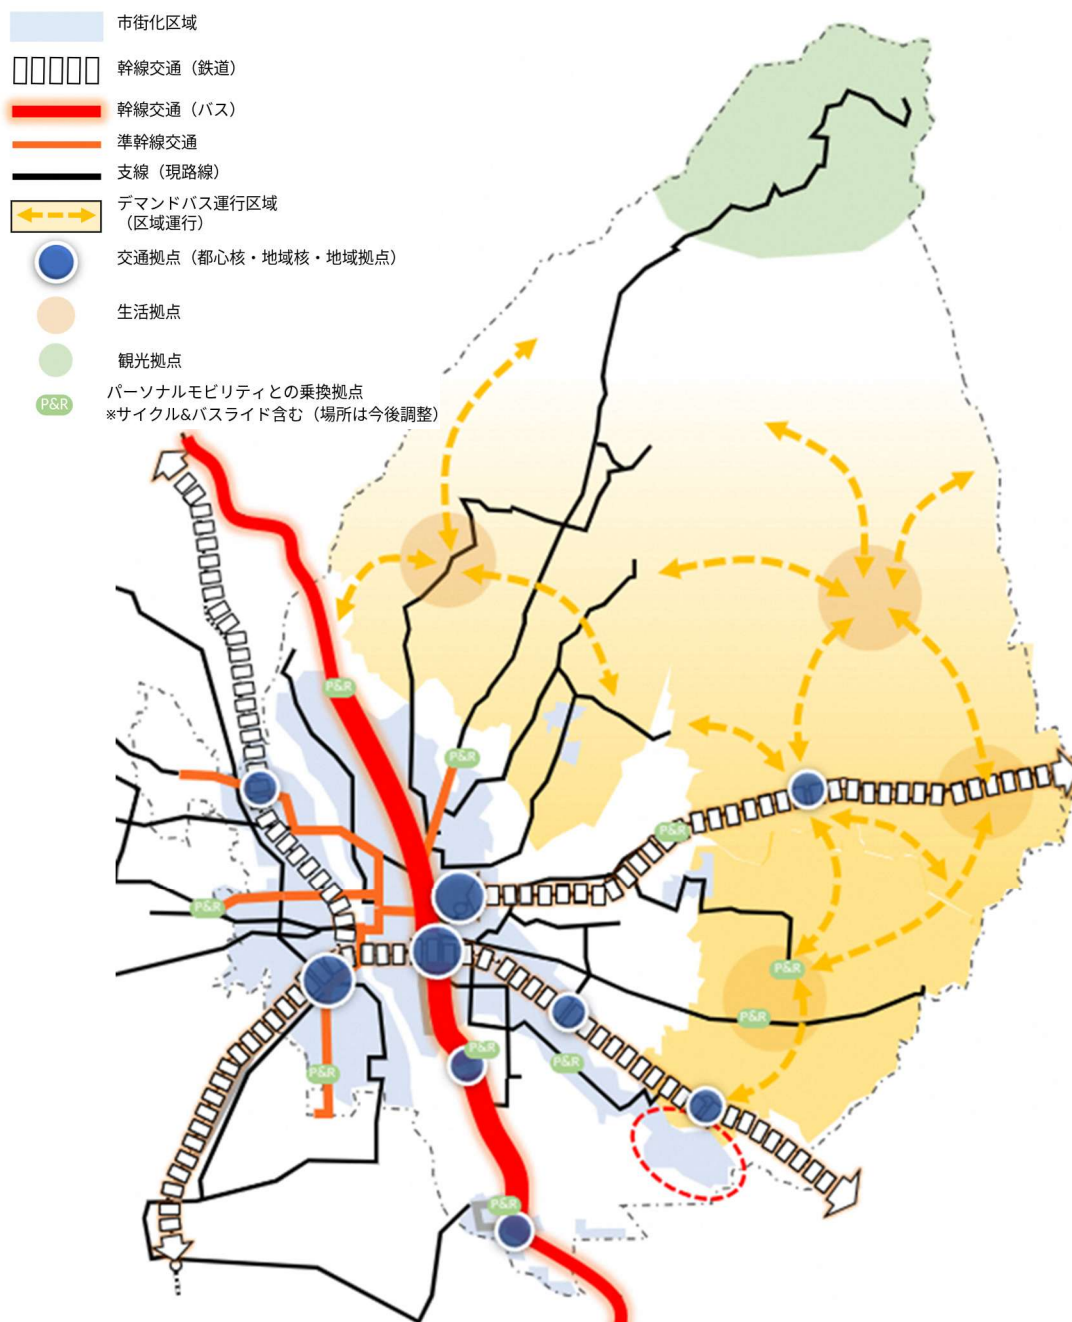 市街化区域
幹線交通（鉄道）
幹線交通（バス）
準幹線交通
支線（現路線）
デマンドバス運行区域
（区域運行）
交通拠点（都心核・地域核・地域拠点）
生活拠点
観光拠点
P&R
パーソナルモビリティとの乗換拠点
※サイクル&バスライド含む（場所は今後調整）
P&R
P&R
P&R
P&R
P&R
P&R
P&R
P&R
P&R
P&R